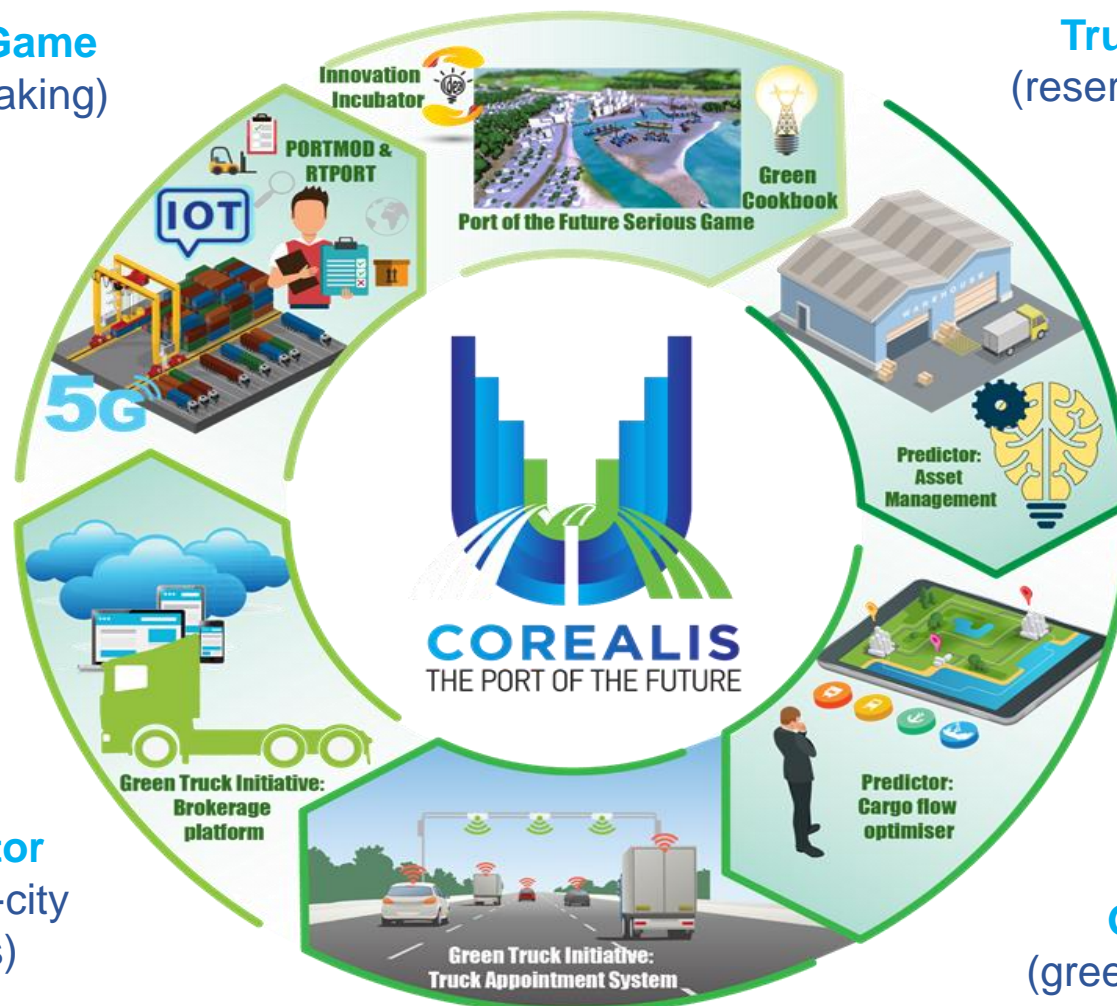 Game
aking)
Tru
(reser
Innovation
Incubator
PORTMOD &
RTPORT
IOT
5G
Green
Cookbook
Port of the Future Serious Game
WAREHOUSE
Predictor:
Asset
Management
COREALIS
THE PORT OF THE FUTURE
Predictor:
Cargo flow
optimiser
Green Truck Initiative:
Brokerage
platform
Green Truck Initiative:
Truck Appointment System
tor
-city
s)
(gree